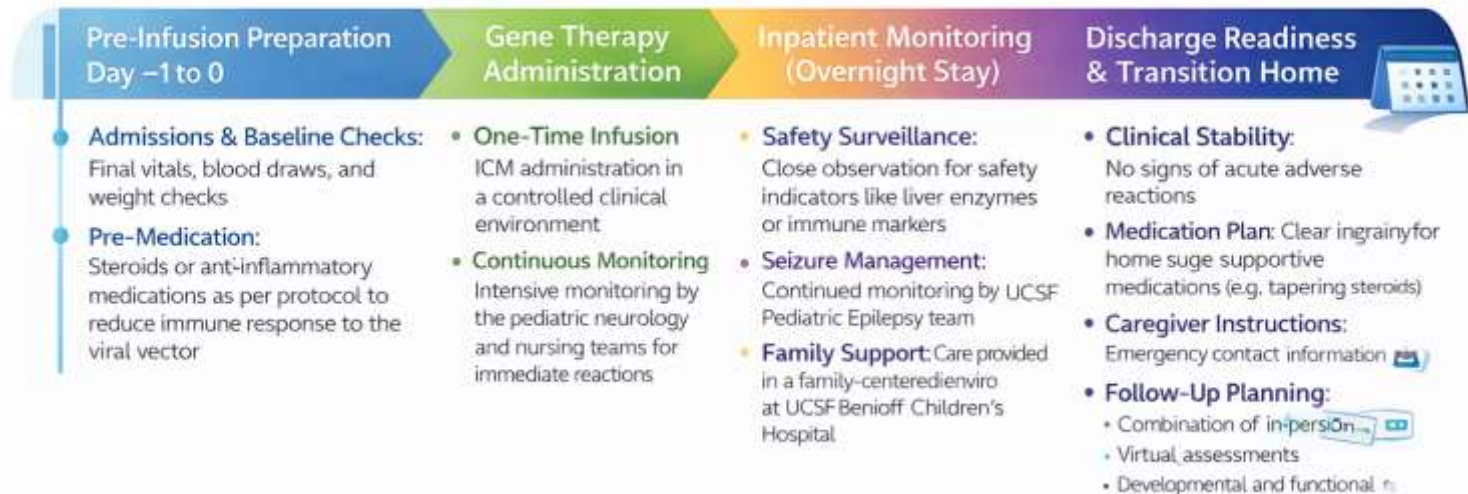 Pre-Infusion Preparation
Day –1 to 0
Admissions & Baseline Checks:
Final vitals, blood draws, and
weight checks
Pre-Medication:
Steroids or ant-inflammatory
medications as per protocol to
reduce immune response to the
viral vector
Gene Therapy
Administration
One-Time Infusion
ICM administration in
a controlled clinical
environment
Continuous Monitoring
Intensive monitoring by
the pediatric neurology
and nursing teams for
immediate reactions
Inpatient Monitoring
(Overnight Stay)
Safety Surveillance:
Close observation for safety
indicators like liver enzymes
or immune markers
Seizure Management:
Continued monitoring by UCSF
Pediatric Epilepsy team
Family Support: Care provided
in a family-centeredienviro
at UCSF Benioff Children's
Hospital
Discharge Readiness
& Transition Home
Clinical Stability:
No signs of acute adverse
reactions
Medication Plan: Clear ingrainyfor
home suge supportive
medications (e.g. tapering steroids)
Caregiver Instructions:
Emergency contact information
Follow-Up Planning:
Combination of in-persiOn
Virtual assessments
Developmental and functional